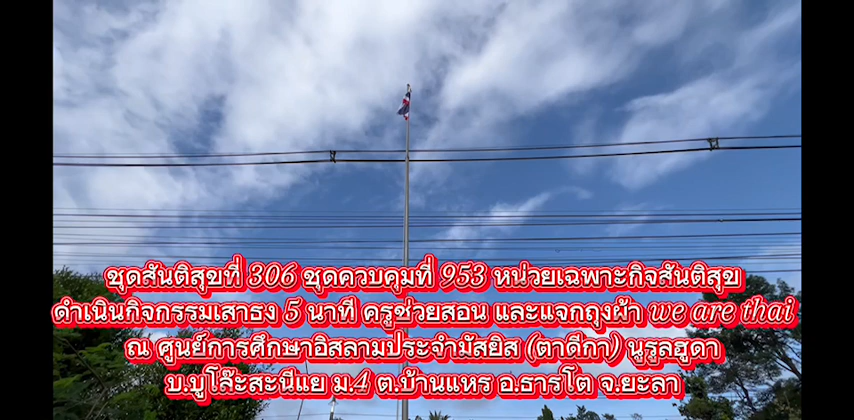 ชุดสันติสุขที่ 306 ชุดควบคุมที่ 953 หน่วยเฉพาะกิจสันติสุข
ดำเนินกิจกรรมเสาธง 5 นาที ครูช่วยสอน และแจกถุงผ้า we are thai
ณ ศูนย์การศึกษาอิสลามประจำมัสยิส (ตาดีกา) นูรูลฮูดา
บ.บูโล๊ะสะนีแย ม.4 ต.บ้านแหร อ.ธารโต จ.ยะลา